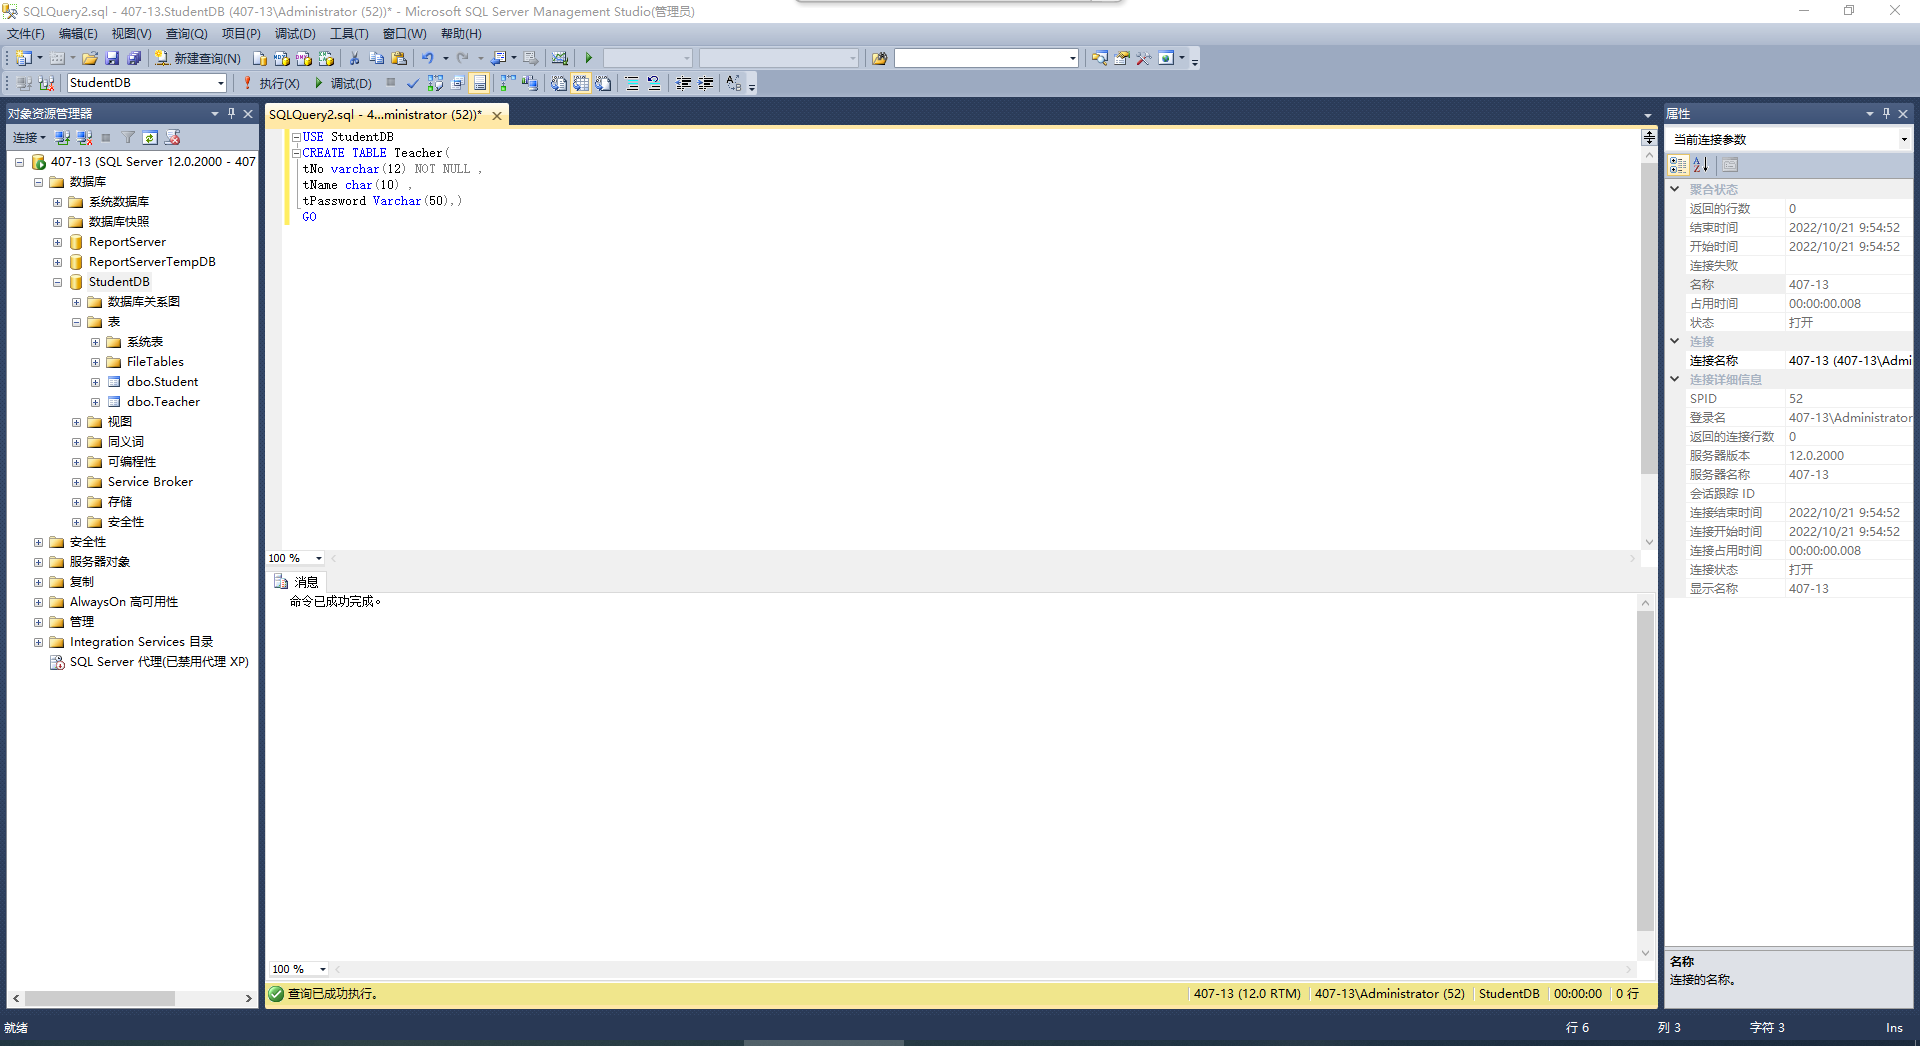 SQLQuery2.sql - 407-13.StudentDB (407-13\Administrator (52))* - Microsoft SQL Server Management Studio(管理员)
文件(F) 编辑(E) 视图(V) 查询(Q) 项目(P) 调试(D) 工具(T) 窗口(W) 帮助(H)
新建查询(N)
StudentDB 执行(X) 调试(D)
对象资源管理器
连接
407-13 (SQL Server 12.0.2000 - 407
数据库
系统数据库
数据库快照
ReportServer
ReportServerTempDB
StudentDB
数据库关系图
表
系统表
FileTables
dbo.Student
dbo.Teacher
视图
同义词
可编程性
Service Broker
存储
安全性
安全性
服务器对象
复制
AlwaysOn 高可用性
管理
Integration Services 目录
SQL Server 代理(已禁用代理 XP)
SQLQuery2.sql - 4...ministrator (52))*
USE StudentDB
CREATE TABLE Teacher(
tNo varchar(12) NOT NULL ,
tName char(10) ,
tPassword Varchar(50),)
GO
100 %
消息
命令已成功完成。
100 %
查询已成功执行。
407-13 (12.0 RTM) 407-13\Administrator (52) StudentDB 00:00:00 0 行
属性
当前连接参数
聚合状态
返回的行数 0
结束时间 2022/10/21 9:54:52
开始时间 2022/10/21 9:54:52
连接失败
名称 407-13
占用时间 00:00:00.008
状态 打开
连接
连接名称 407-13 (407-13\Admi
连接详细信息
SPID 52
登录名 407-13\Administrator
返回的连接行数 0
服务器版本 12.0.2000
服务器名称 407-13
会话跟踪 ID
连接结束时间 2022/10/21 9:54:52
连接开始时间 2022/10/21 9:54:52
连接占用时间 00:00:00.008
连接状态 打开
显示名称 407-13
名称
连接的名称。
就绪 行 6 列 3 字符 3 Ins